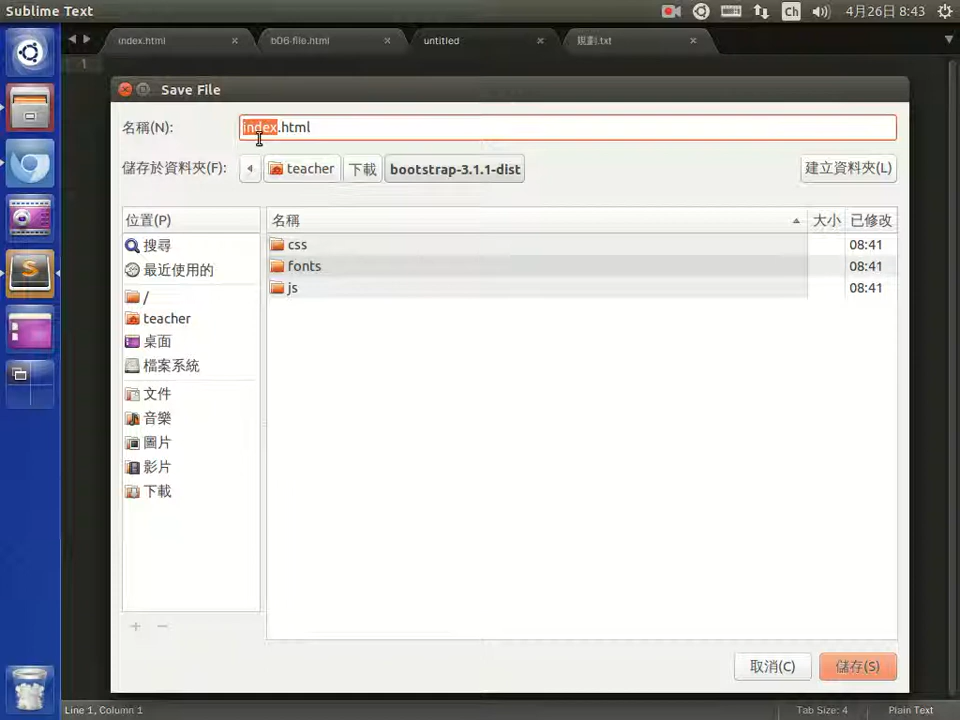 Sublime Text
Ch
4月26日 8:43
index.html
b06-file.html
untitled
規劃.txt
1
Save File
名稱(N):
index.html
儲存於資料夾(F):
teacher
下載
bootstrap-3.1.1-dist
建立資料夾(L)
位置(P)
名稱
大小
已修改
搜尋
最近使用的
/
teacher
桌面
檔案系統
文件
音樂
圖片
影片
下載
css
08:41
fonts
08:41
js
08:41
取消(C)
儲存(S)
Line 1, Column 1
Tab Size: 4
Plain Text